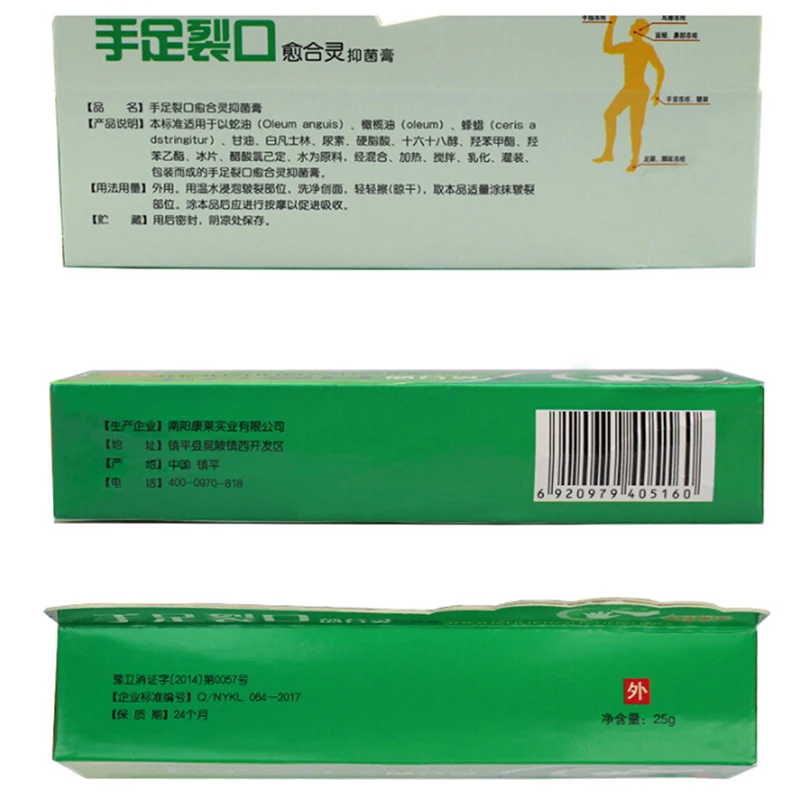 手足裂口愈合灵抑菌膏
面颊、鼻部冻疮
【品 名】手足裂口愈合灵抑菌膏
【产品说明】本标准适用于以蛇油（Oleum anguis）、橄榄油（oleum）、蜂蜡（ceris a
dstringitur）、甘油、白凡士林、尿素、硬脂酸、十六十八醇、羟苯甲酯、羟
苯乙酯、冰片、醋酸氯己定、水为原料，经混合、加热、搅拌、乳化、灌装、
包装而成的手足裂口愈合灵抑菌膏。
【用法用量】外用。用温水浸泡皲裂部位，洗净创面，轻轻擦(晾干)，取本品适量涂抹皲裂
部位。涂本品后应进行按摩以促进吸收。
【贮 藏】用后密封，阴凉处保存。
【生产企业】南阳康莱实业有限公司
【地 址】镇平县晁陂镇西开发区
【产 地】中国 镇平
【电 话】400-0970-818
6 920979 405160
手足裂口愈合灵
豫卫消证字(2014)第0057号
【企业标准编号】Q/NYKL 064—2017
【保 质 期】24个月
外
净含量：25g